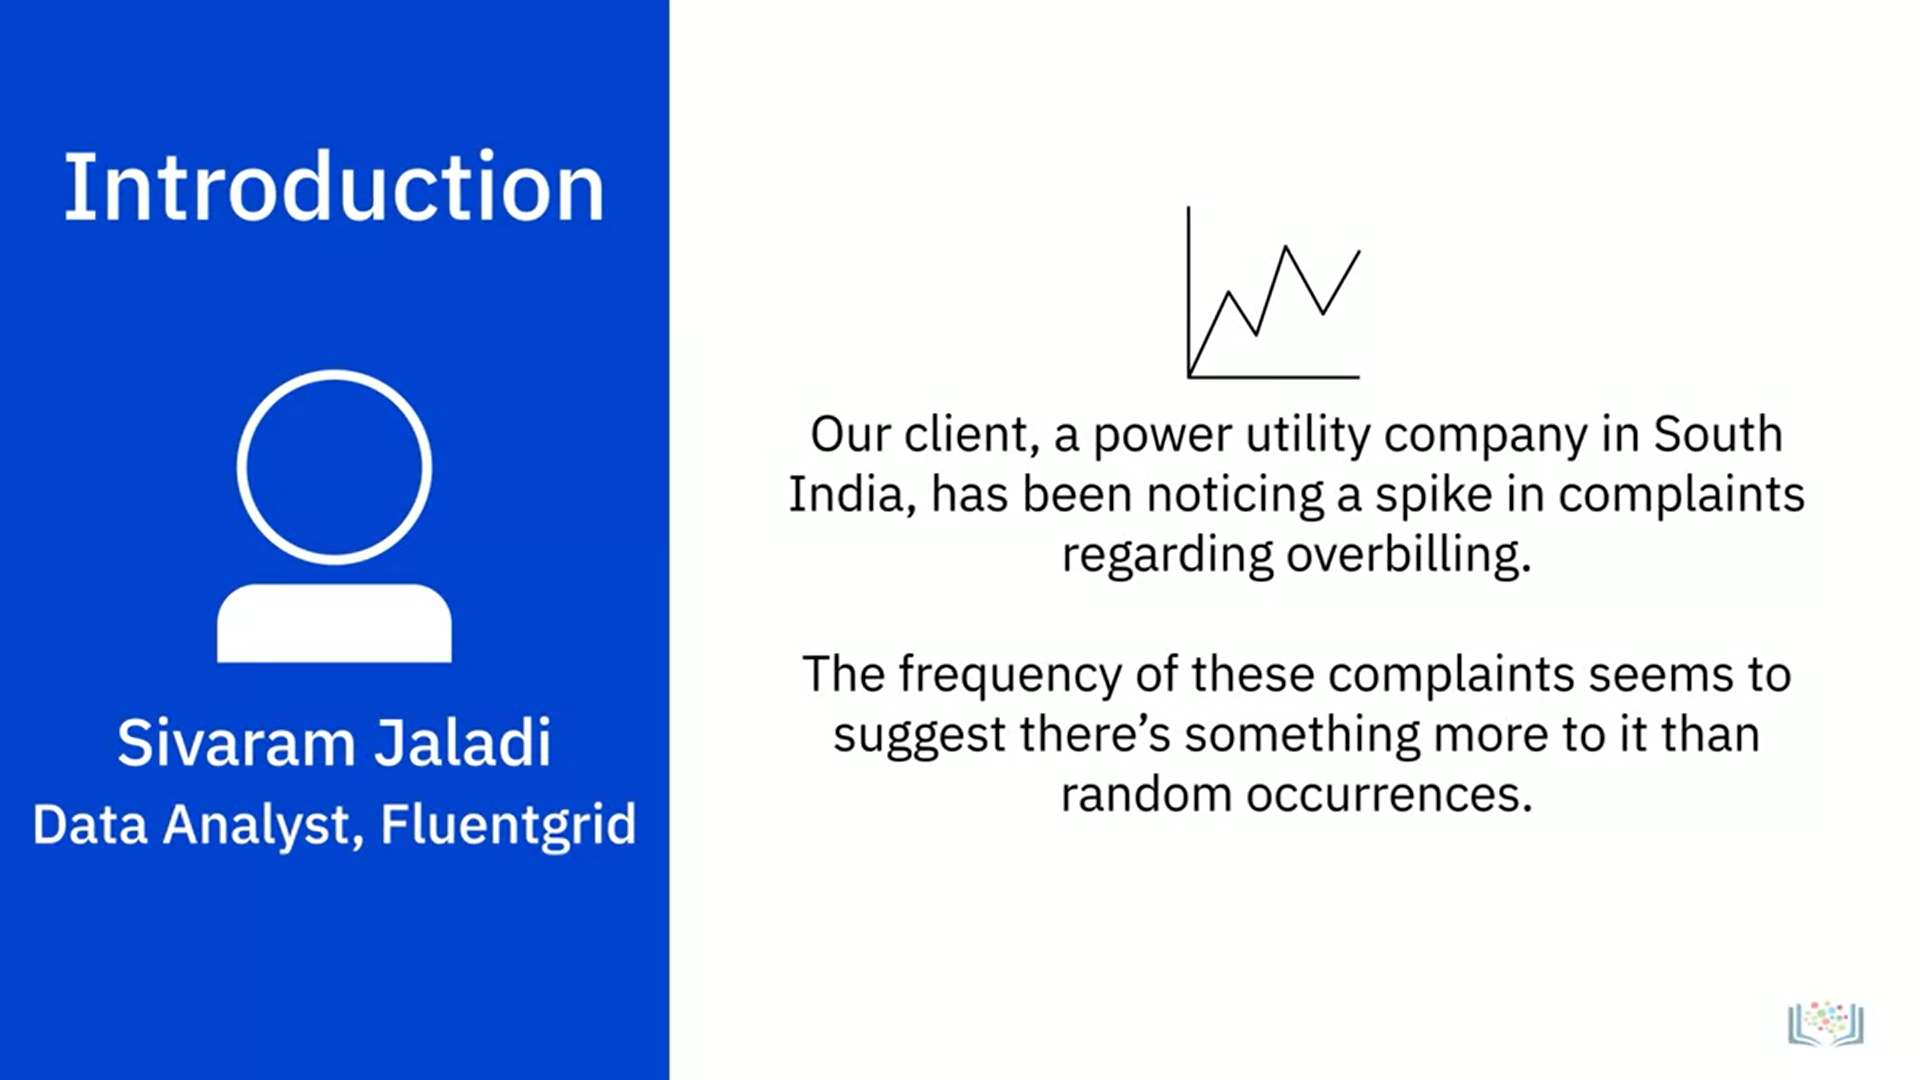 Introduction
Sivaram Jaladi
Data Analyst, Fluentgrid
Our client, a power utility company in South
India, has been noticing a spike in complaints
regarding overbilling.
The frequency of these complaints seems to
suggest there’s something more to it than
random occurrences.